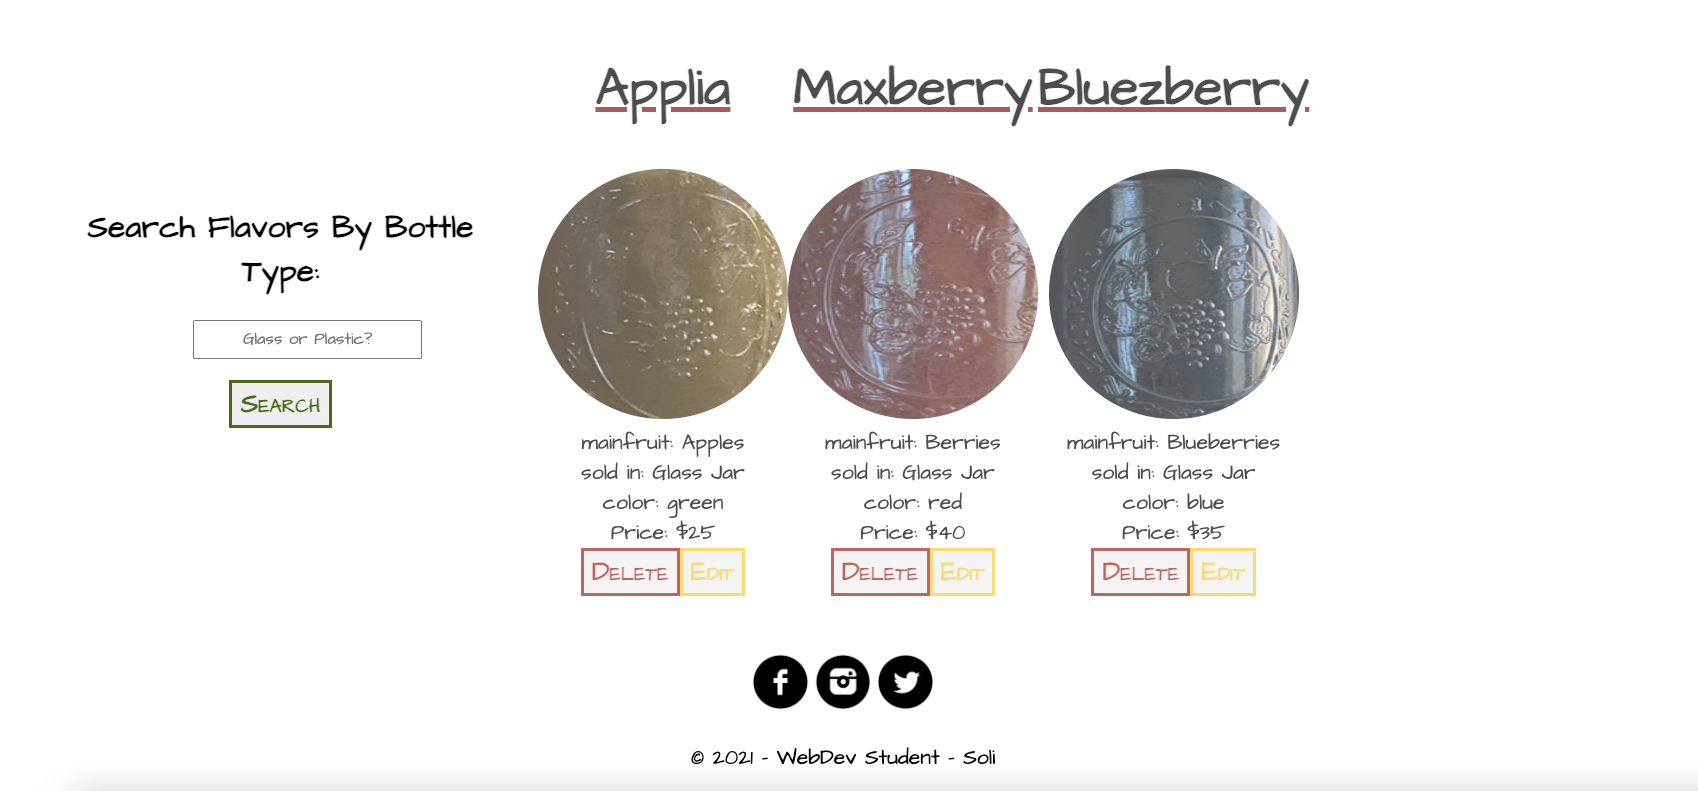 Applia
Maxberry
Bluezberry
Search Flavors By Bottle
Type:
Glass or Plastic?
Search
mainfruit: Apples
sold in: Glass Jar
color: green
Price: $25
Delete
Edit
mainfruit: Berries
sold in: Glass Jar
color: red
Price: $40
Delete
Edit
mainfruit: Blueberries
sold in: Glass Jar
color: blue
Price: $35
Delete
Edit
© 2021 - WebDev Student - Soli